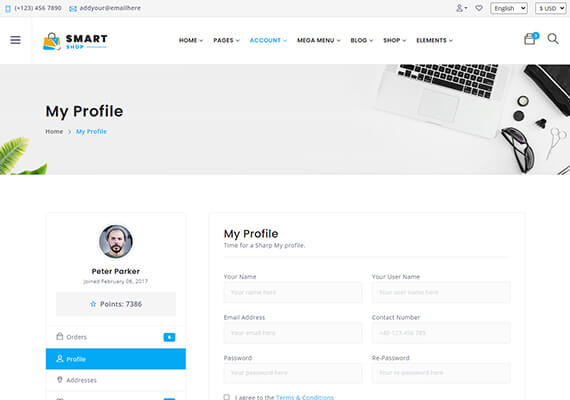 (+123) 456 7890 addyour@emailhere English $ USD
SMART
SHOP
HOME PAGES ACCOUNT MEGA MENU BLOG SHOP ELEMENTS 3
My Profile
Home > My Profile
Peter Parker
Joined February 06, 2017
Points: 7386
Orders 6
Profile
Addresses
My Profile
Time for a Sharp My profile.
Your Name Your User Name
Your name here Your user name here
Email Address Contact Number
Your email here +40-123 456 789
Password Re-Password
Your password here Your re-password here
I agree to the Terms & Conditions